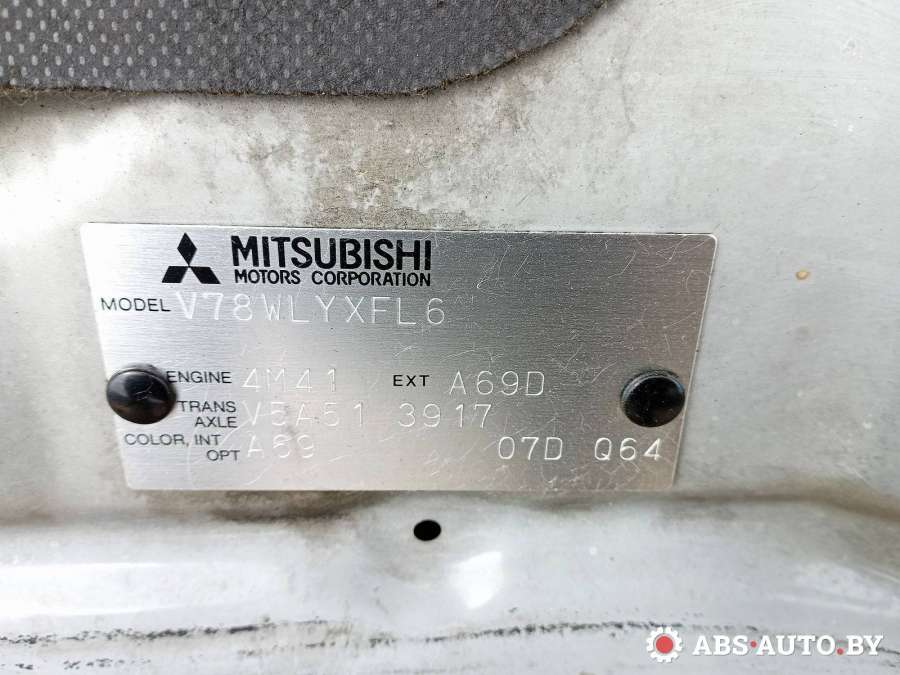 MITSUBISHI
MOTORS CORPORATION
MODEL V78WLYXFL6
ENGINE 4M41 EXT A69D
TRANS AXLE V5A51 3917
COLOR, INT OPT A69 07D Q64
ABS-AUTO.BY